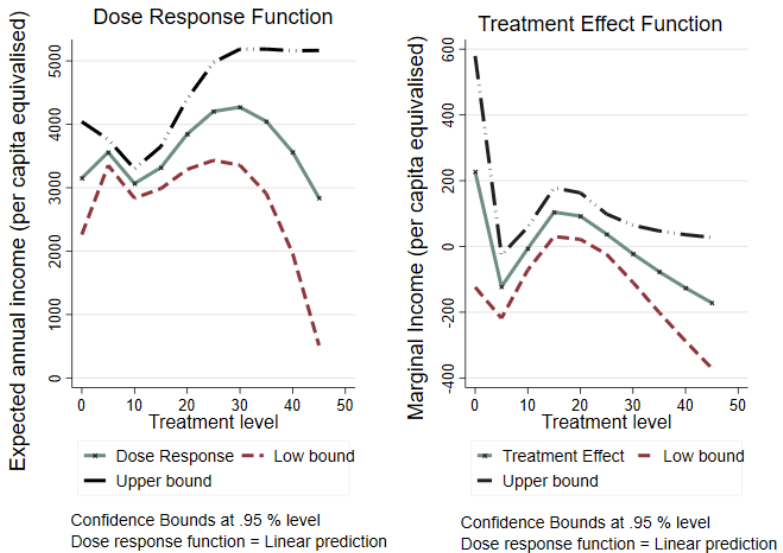 Dose Response Function
Expected annual income (per capita equivalised)
5000
4000
3000
2000
1000
0
0 10 20 30 40 50
Treatment level
Dose Response Low bound
Upper bound
Confidence Bounds at .95 % level
Dose response function = Linear prediction
Treatment Effect Function
Marginal Income (per capita equivalised)
600
400
200
0
-200
-400
0 10 20 30 40 50
Treatment level
Treatment Effect Low bound
Upper bound
Confidence Bounds at .95 % level
Dose response function = Linear prediction